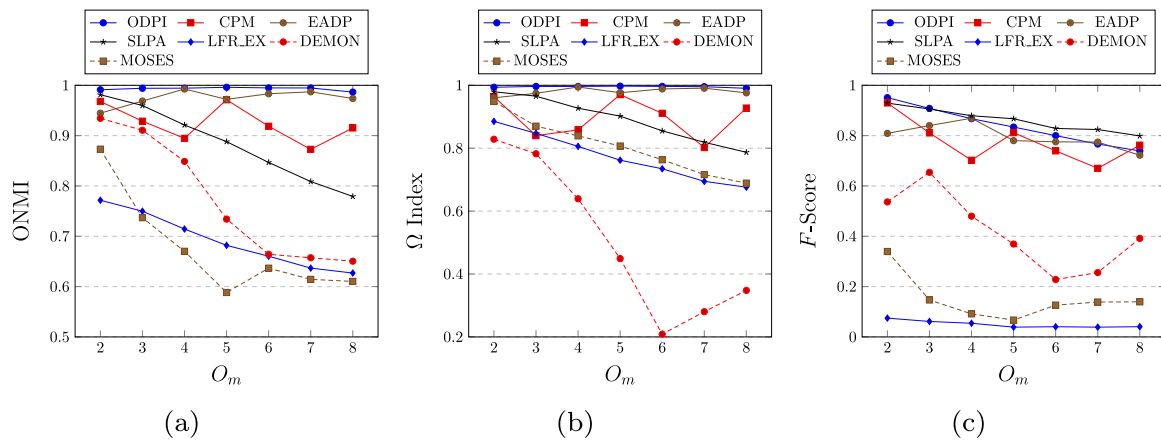 ODPI CPM EADP
SLPA LFR_EX DEMON
MOSES
1
0.9
0.8
0.7
0.6
0.5
ONMI
2 3 4 5 6 7 8
O_m
(a)
ODPI CPM EADP
SLPA LFR_EX DEMON
MOSES
1
0.8
0.6
0.4
0.2
Ω Index
2 3 4 5 6 7 8
O_m
(b)
ODPI CPM EADP
SLPA LFR_EX DEMON
MOSES
1
0.8
0.6
0.4
0.2
0
F-Score
2 3 4 5 6 7 8
O_m
(c)